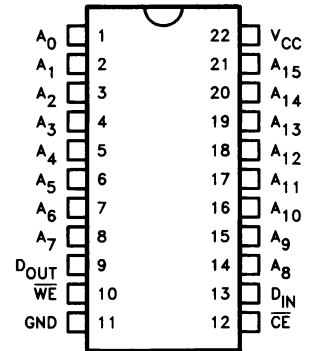 A0 1 22 VCC
A1 2 21 A15
A2 3 20 A14
A3 4 19 A13
A4 5 18 A12
A5 6 17 A11
A6 7 16 A10
A7 8 15 A9
DOUT 9 14 A8
W̅E̅ 10 13 DIN
GND 11 12 C̅E̅